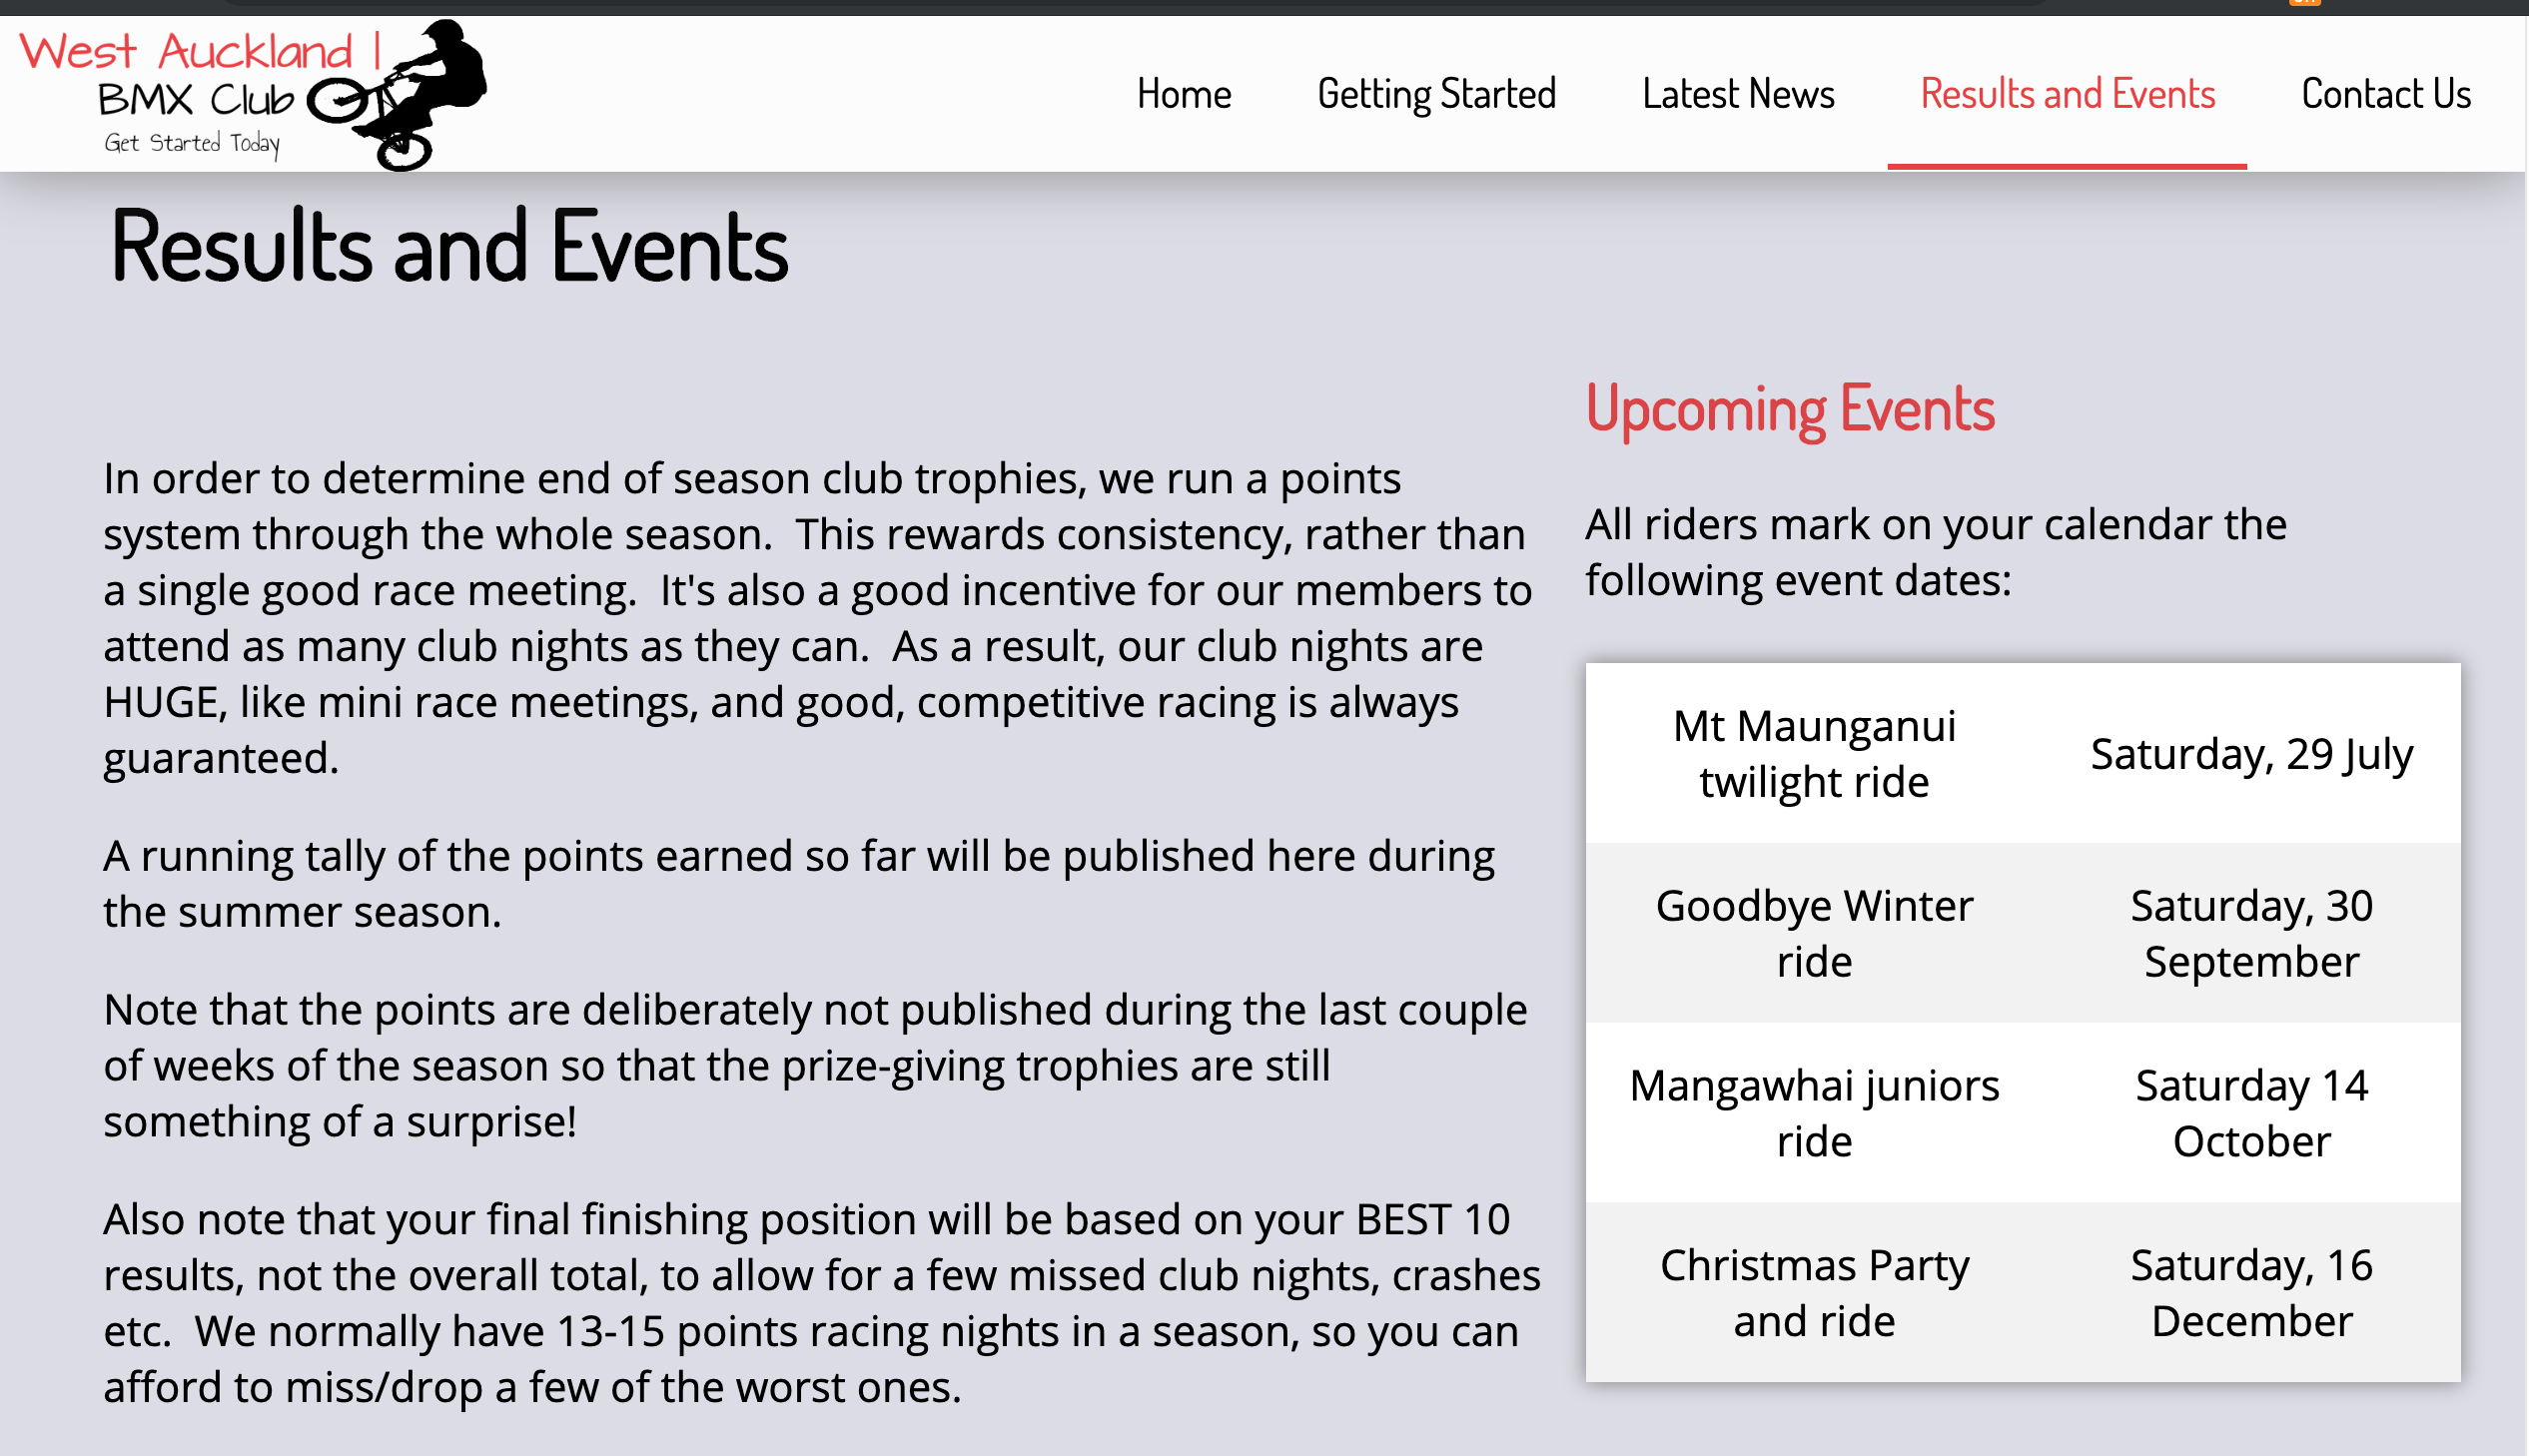 West Auckland |
BMX Club
Get Started Today
Home
Getting Started
Latest News
Results and Events
Contact Us
Results and Events
In order to determine end of season club trophies, we run a points
system through the whole season.  This rewards consistency, rather than
a single good race meeting.  It's also a good incentive for our members to
attend as many club nights as they can.  As a result, our club nights are
HUGE, like mini race meetings, and good, competitive racing is always
guaranteed.
A running tally of the points earned so far will be published here during
the summer season.
Note that the points are deliberately not published during the last couple
of weeks of the season so that the prize-giving trophies are still
something of a surprise!
Also note that your final finishing position will be based on your BEST 10
results, not the overall total, to allow for a few missed club nights, crashes
etc.  We normally have 13-15 points racing nights in a season, so you can
afford to miss/drop a few of the worst ones.
Upcoming Events
All riders mark on your calendar the
following event dates:
Mt Maunganui
twilight ride
Saturday, 29 July
Goodbye Winter
ride
Saturday, 30
September
Mangawhai juniors
ride
Saturday 14
October
Christmas Party
and ride
Saturday, 16
December